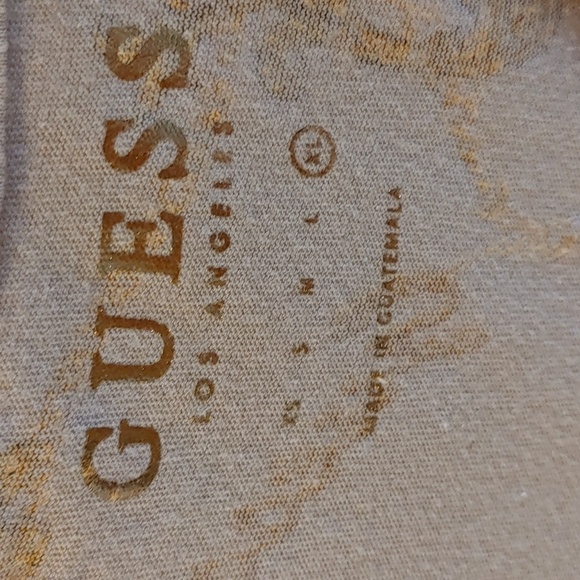 GUESS
LOS ANGELES
XS S M L XL
MADE IN GUATEMALA